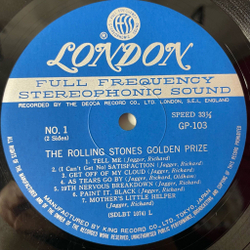 LONDON
FULL FREQUENCY
STEREOPHONIC SOUND
RECORDED BY THE DECCA RECORD CO., LTD. LONDON, S.E.L., ENGLAND
NO. 1
(2 Sides)
SPEED 33⅓
GP-103
THE ROLLING STONES GOLDEN PRIZE
1. TELL ME (Jagger, Richard)
2. (I Can't Get No) SATISFACTION (Jagger, Richard)
3. GET OFF OF MY CLOUD (Jagger, Richard)
4. AS TEARS GO BY (Jagger, Oldham, Richard)
5. 19TH NERVOUS BREAKDOWN (Jagger, Richard)
6. PAINT IT, BLACK (Jagger, Richard)
7. MOTHER'S LITTLE HELPER
(Jagger, Richard)
(SDLBT L)
MANUFACTURED BY KING RECORD CO., LTD., TOKYO, JAPAN